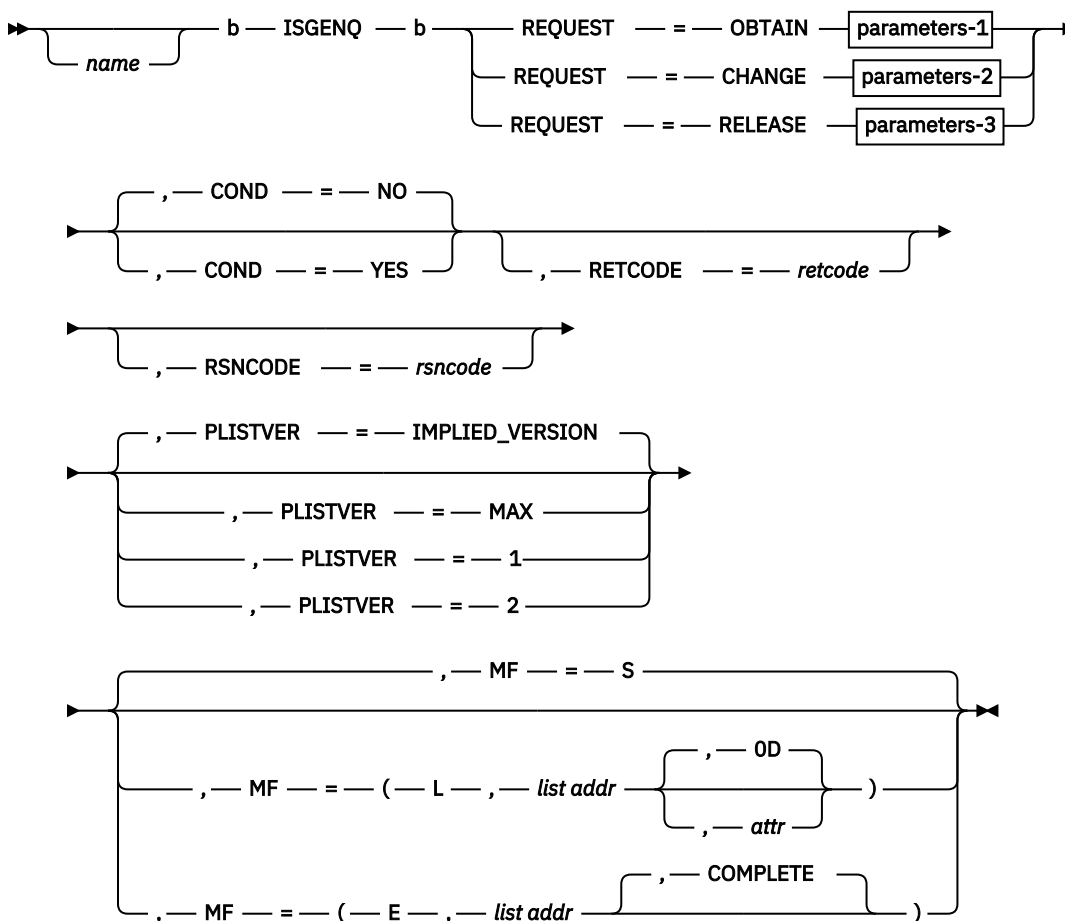 name b ISGENQ b REQUEST = OBTAIN parameters-1
REQUEST = CHANGE parameters-2
REQUEST = RELEASE parameters-3
, COND = NO
, COND = YES , RETCODE = retcode
, RSNCODE = rsncode
, PLISTVER = IMPLIED_VERSION
, PLISTVER = MAX
, PLISTVER = 1
, PLISTVER = 2
, MF = S
, 0D
, MF = ( L , list addr )
, attr
, COMPLETE
, MF = ( E , list addr )